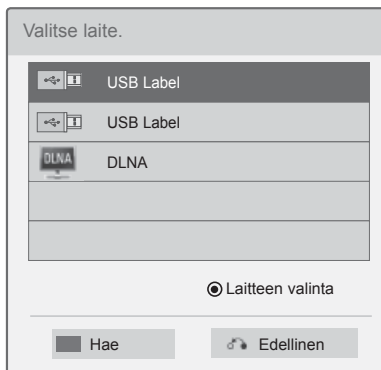 Valitse laite.
USB Label
USB Label
DLNA DLNA
Laitteen valinta
Hae Edellinen